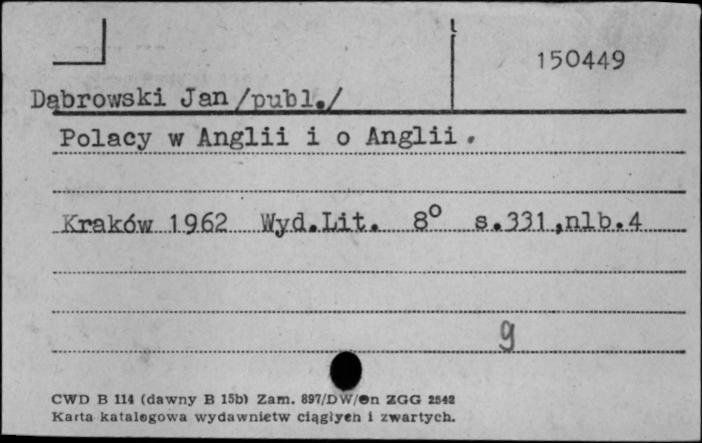 150449
Dąbrowski Jan /publ./
Polacy w Anglii i o Anglii.
Kraków 1962 Wyd.Lit. 8° s.331,nlb.4
g
CWD B 114 (dawny B 15b) Zam. 897/DW/en ZGG 2542
Karta katalogowa wydawnictw ciągłych i zwartych.